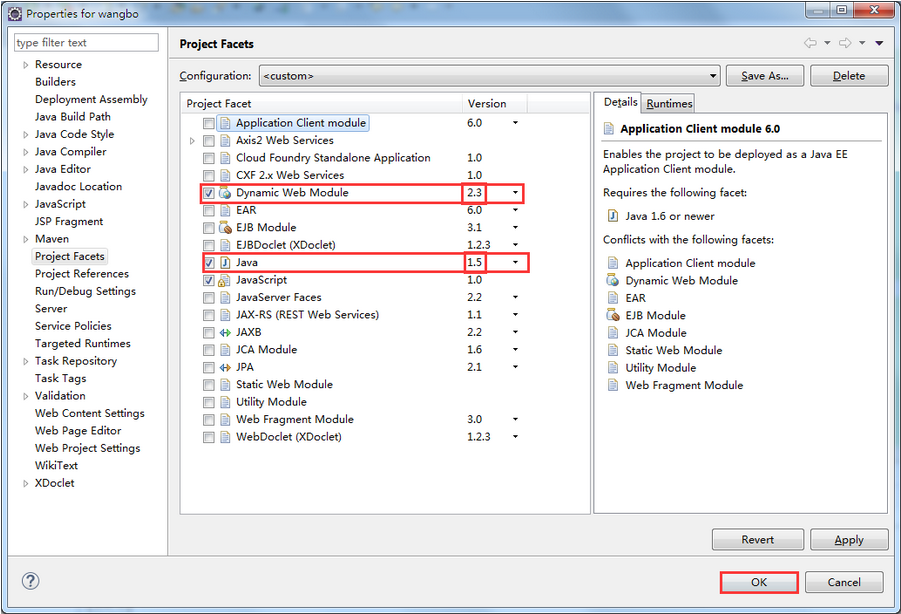 Properties for wangbo
type filter text
Resource
Builders
Deployment Assembly
Java Build Path
Java Code Style
Java Compiler
Java Editor
Javadoc Location
JavaScript
JSP Fragment
Maven
Project Facets
Project References
Run/Debug Settings
Server
Service Policies
Targeted Runtimes
Task Repository
Task Tags
Validation
Web Content Settings
Web Page Editor
Web Project Settings
WikiText
XDoclet
Project Facets
Configuration: <custom> Save As... Delete
Project Facet Version
Application Client module 6.0
Axis2 Web Services
Cloud Foundry Standalone Application 1.0
CXF 2.x Web Services 1.0
Dynamic Web Module 2.3
EAR 6.0
EJB Module 3.1
EJBDoclet (XDoclet) 1.2.3
Java 1.5
JavaScript 1.0
JavaServer Faces 2.2
JAX-RS (REST Web Services) 1.1
JAXB 2.2
JCA Module 1.6
JPA 2.1
Static Web Module
Utility Module
Web Fragment Module 3.0
WebDoclet (XDoclet) 1.2.3
Details Runtimes
Application Client module 6.0
Enables the project to be deployed as a Java EE
Application Client module.
Requires the following facet:
Java 1.6 or newer
Conflicts with the following facets:
Application Client module
Dynamic Web Module
EAR
EJB Module
JCA Module
Static Web Module
Utility Module
Web Fragment Module
Revert Apply
? OK Cancel